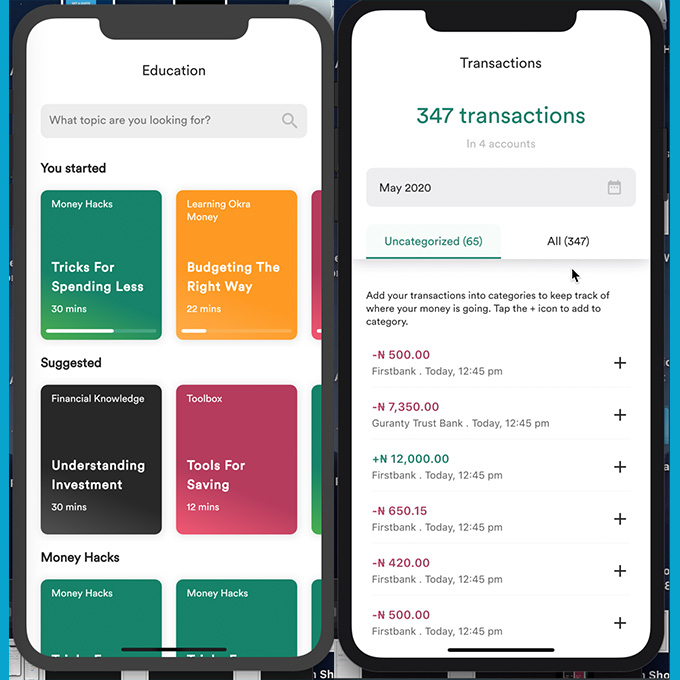 Education
What topic are you looking for?
You started
Money Hacks
Tricks For
Spending Less
30 mins
Learning Okra
Money
Budgeting The
Right Way
22 mins
Suggested
Financial Knowledge
Understanding
Investment
30 mins
Toolbox
Tools For
Saving
12 mins
Money Hacks
Money Hacks
Money Hacks
Transactions
347 transactions
In 4 accounts
May 2020
Uncategorized (65)
All (347)
Add your transactions into categories to keep track of
where your money is going. Tap the + icon to add to
category.
-₦ 500.00
Firstbank . Today, 12:45 pm
+
-₦ 7,350.00
Guranty Trust Bank . Today, 12:45 pm
+
+₦ 12,000.00
Firstbank . Today, 12:45 pm
+
-₦ 650.15
Firstbank . Today, 12:45 pm
+
-₦ 420.00
Firstbank . Today, 12:45 pm
+
-₦ 500.00
Firstbank . Today, 12:45 pm
+